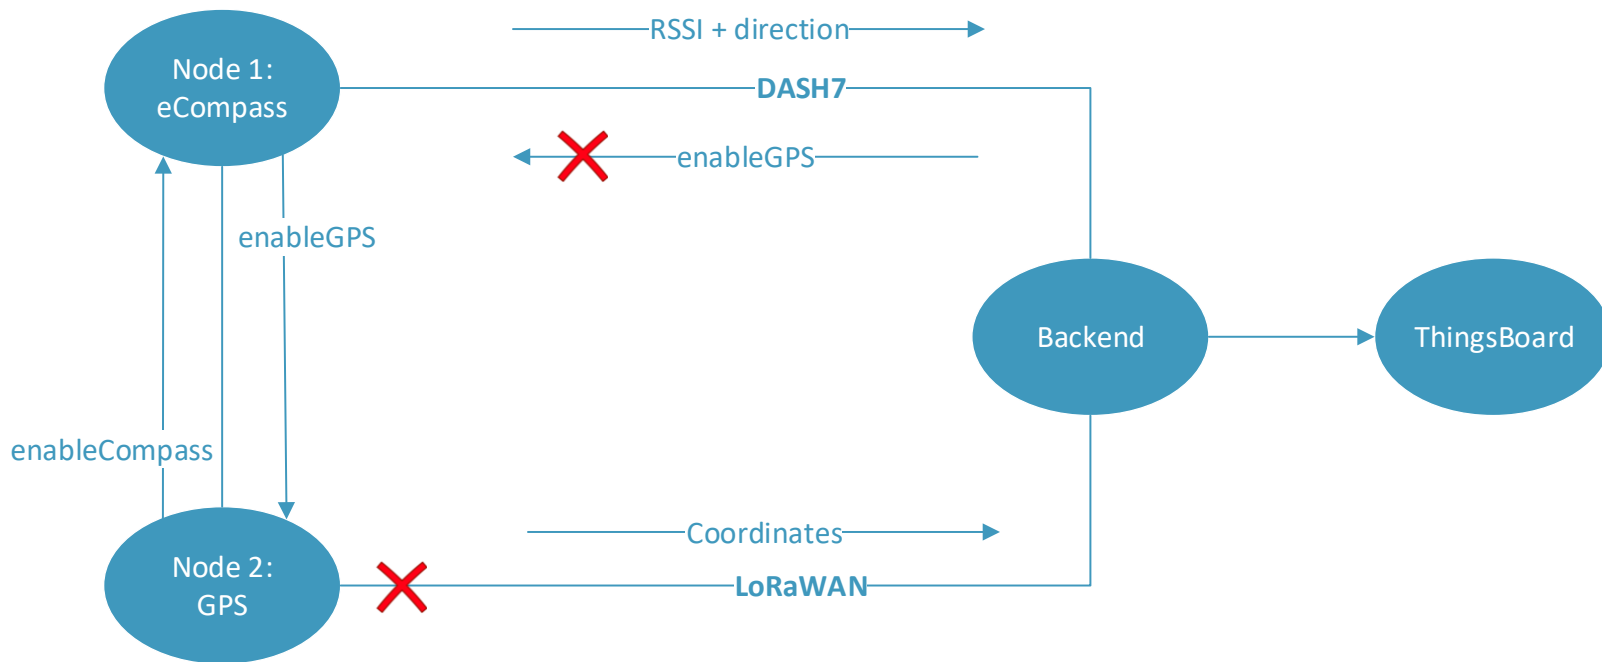 RSSI + direction
Node 1:
eCompass
DASH7
enableGPS
enableGPS
Backend
ThingsBoard
enableCompass
Coordinates
Node 2:
GPS
LoRaWAN